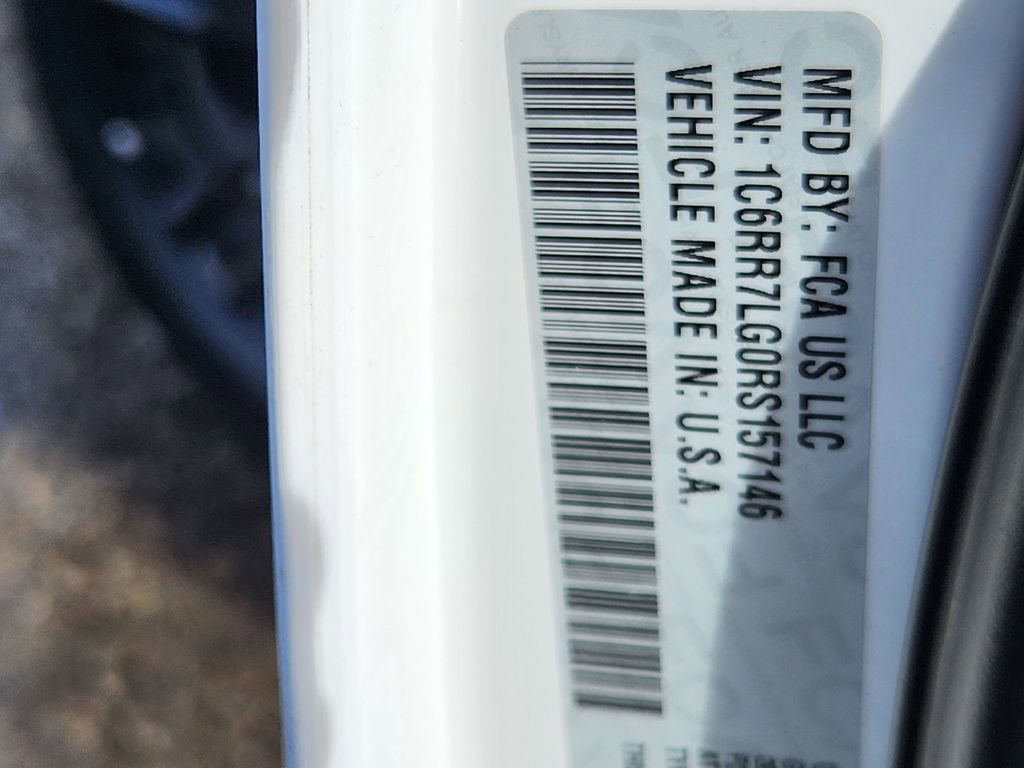 MFD BY: FCA US LLC
VIN: 1C6RR7LG0RS157146
VEHICLE MADE IN: U.S.A.